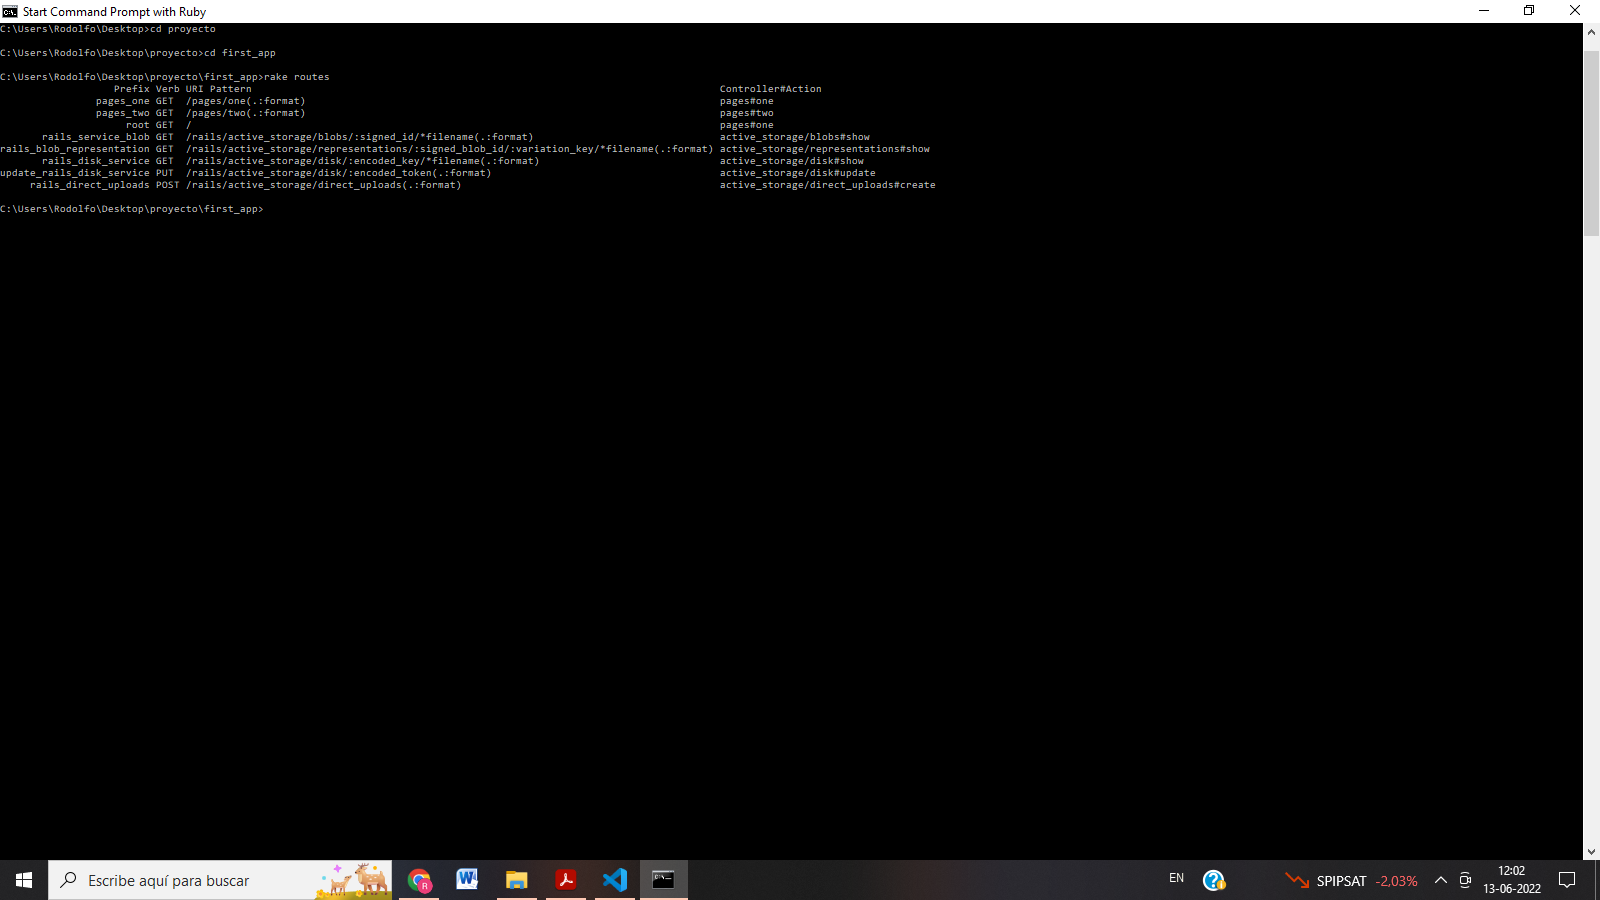 Start Command Prompt with Ruby
C:\Users\Rodolfo\Desktop>cd proyecto
C:\Users\Rodolfo\Desktop\proyecto>cd first_app
C:\Users\Rodolfo\Desktop\proyecto\first_app>rake routes
Prefix Verb URI Pattern Controller#Action
pages_one GET /pages/one(.:format) pages#one
pages_two GET /pages/two(.:format) pages#two
root GET / pages#one
rails_service_blob GET /rails/active_storage/blobs/:signed_id/*filename(.:format) active_storage/blobs#show
rails_blob_representation GET /rails/active_storage/representations/:signed_blob_id/:variation_key/*filename(.:format) active_storage/representations#show
rails_disk_service GET /rails/active_storage/disk/:encoded_key/*filename(.:format) active_storage/disk#show
update_rails_disk_service PUT /rails/active_storage/disk/:encoded_token(.:format) active_storage/disk#update
rails_direct_uploads POST /rails/active_storage/direct_uploads(.:format) active_storage/direct_uploads#create
C:\Users\Rodolfo\Desktop\proyecto\first_app>
Escribe aquí para buscar
EN
SPIPSAT -2,03%
12:02
13-06-2022